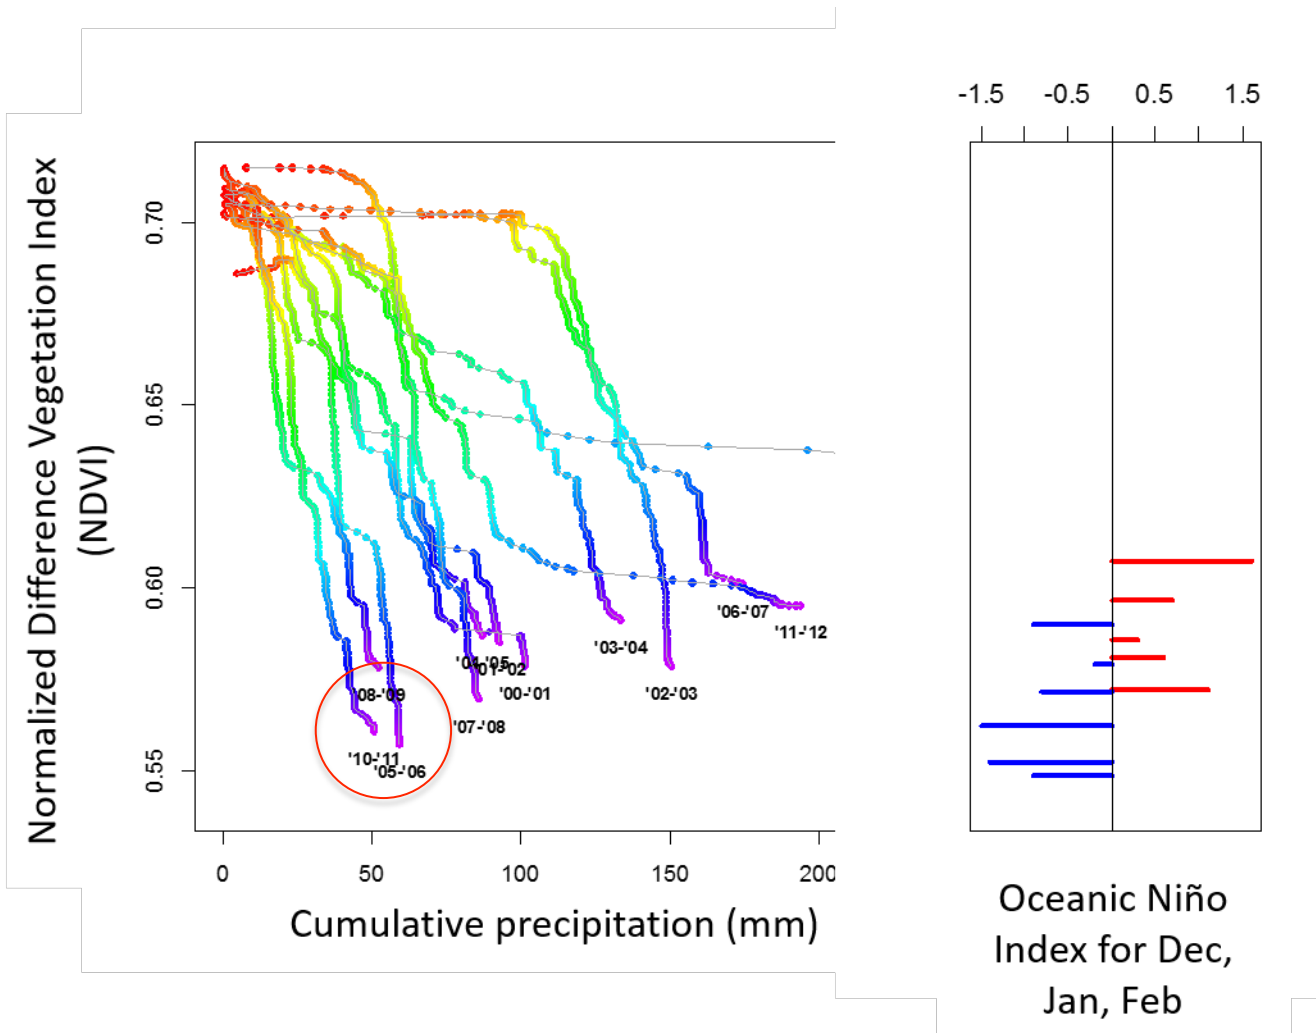 Normalized Difference Vegetation Index
(NDVI)
0.70
0.65
0.60
0.55
'06-'07
'11-'12
'03-'04
'04-'05
'01-'02
'00-'01
'02-'03
'08-'09
'07-'08
'10-'11
'05-'06
0 50 100 150 200
Cumulative precipitation (mm)
-1.5 -0.5 0.5 1.5
Oceanic Niño
Index for Dec,
Jan, Feb